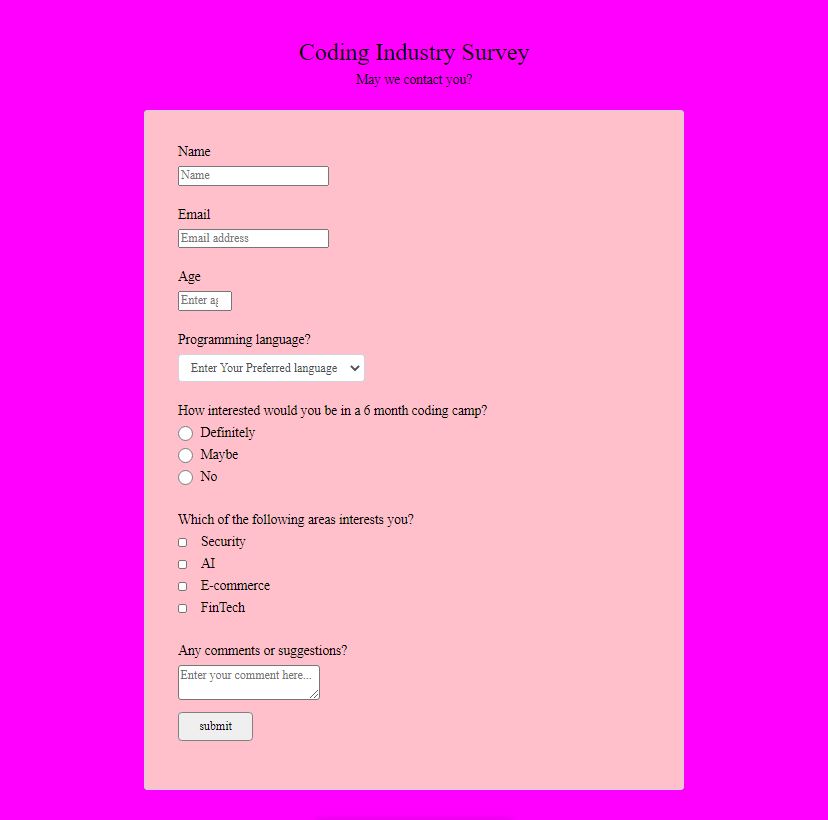 Coding Industry Survey
May we contact you?
Name
Name
Email
Email address
Age
Enter
Programming language?
Enter Your Preferred language
How interested would you be in a 6 month coding camp?
Definitely
Maybe
No
Which of the following areas interests you?
Security
AI
E-commerce
FinTech
Any comments or suggestions?
Enter your comment here...
submit